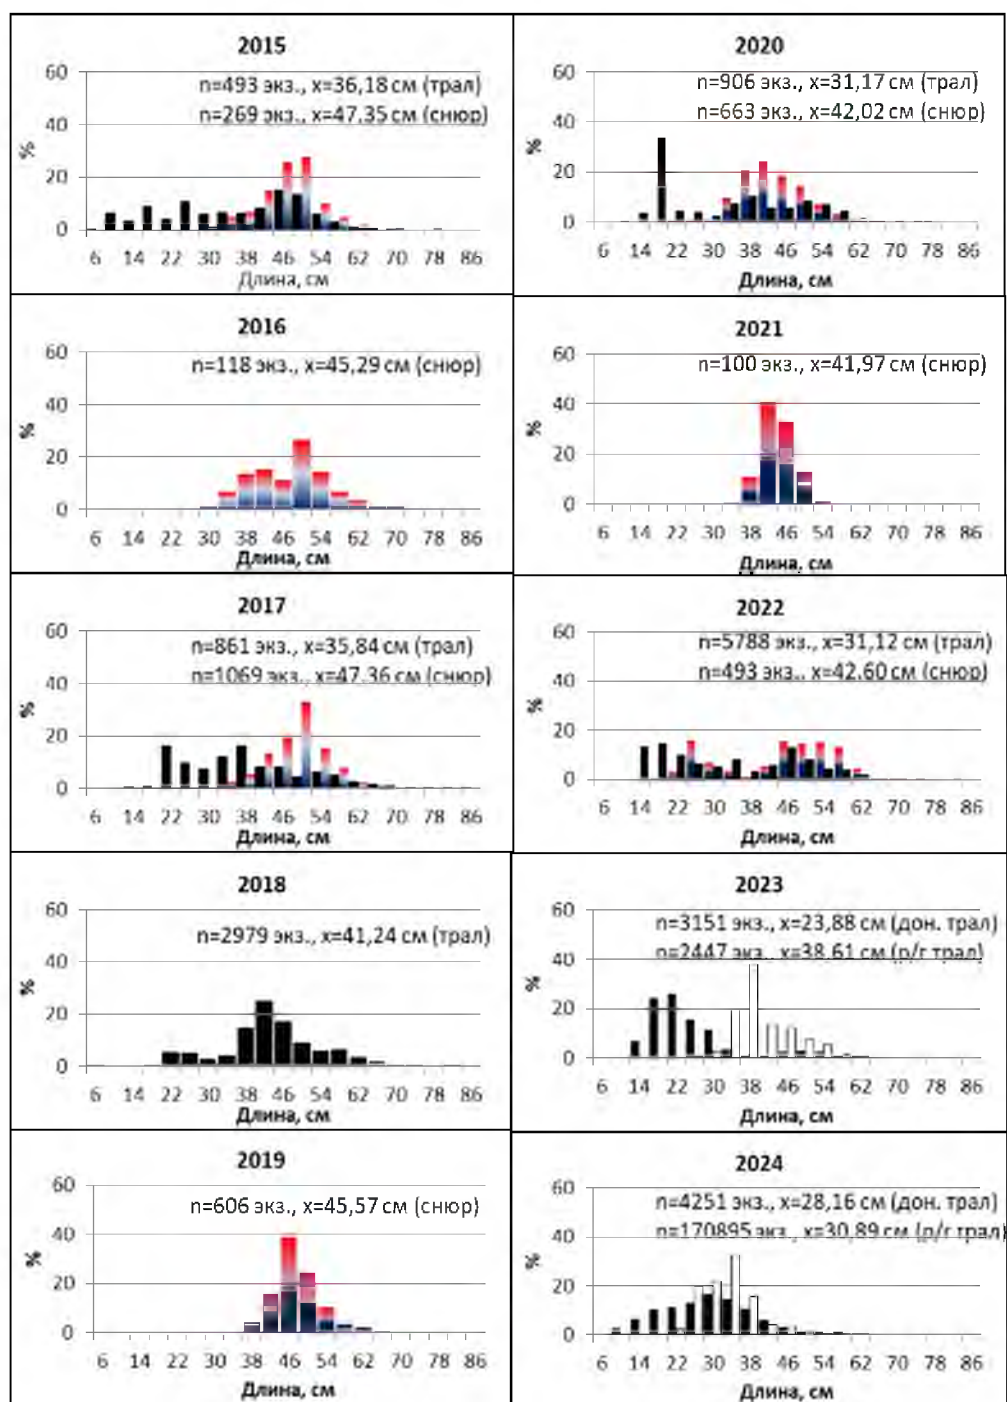 2015
60
n=493 экз., x=36,18 см (трал)
n=269 экз., x=47,35 см (снюр)
40
%
20
0
6 14 22 30 38 46 54 62 70 78 86
Длина, см
2020
60
n=906 экз., x=31,17 см (трал)
n=663 экз., x=42,02 см (снюр)
40
%
20
0
6 14 22 30 38 46 54 62 70 78 86
Длина, см
2016
60
n=118 экз., x=45,29 см (снюр)
40
%
20
0
6 14 22 30 38 46 54 62 70 78 86
Длина, см
2021
60
n=100 экз., x=41,97 см (снюр)
40
%
20
0
6 14 22 30 38 46 54 62 70 78 86
Длина, см
2017
60
n=861 экз., x=35,84 см (трал)
n=1069 экз., x=47,36 см (снюр)
40
%
20
0
6 14 22 30 38 46 54 62 70 78 86
Длина, см
2022
60
n=5788 экз., x=31,12 см (трал)
n=493 экз., x=42,60 см (снюр)
40
%
20
0
6 14 22 30 38 46 54 62 70 78 86
Длина, см
2018
60
n=2979 экз., x=41,24 см (трал)
40
%
20
0
6 14 22 30 38 46 54 62 70 78 86
Длина, см
2023
60
n=3151 экз., x=23,88 см (дон. трал)
n=2447 экз., x=38,61 см (р/г трал)
40
%
20
0
6 14 22 30 38 46 54 62 70 78 86
Длина, см
2019
60
n=606 экз., x=45,57 см (снюр)
40
%
20
0
6 14 22 30 38 46 54 62 70 78 86
Длина, см
2024
60
n=4251 экз., x=28,16 см (дон. трал)
n=170895 экз., x=30,89 см (р/г трал)
40
%
20
0
6 14 22 30 38 46 54 62 70 78 86
Длина, см